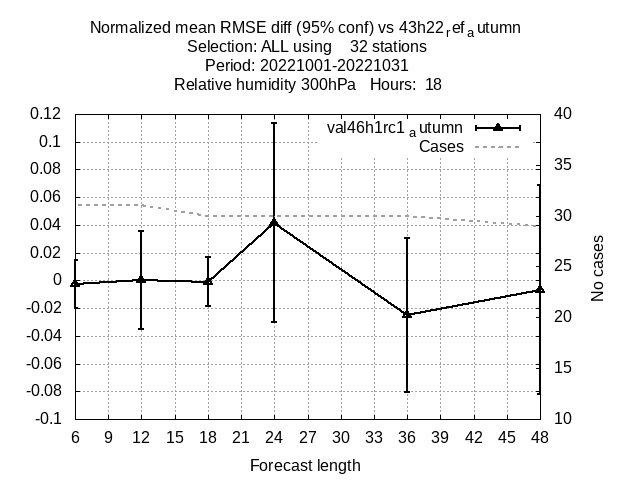 Normalized mean RMSE diff (95% conf) vs 43h22refautumn
Selection: ALL using 32 stations
Period: 20221001-20221031
Relative humidity 300hPa Hours: 18
0.12 40
val46h1rc1autumn
0.1
Cases
0.08 35
0.06
0.04 30
0.02
0 25
-0.02 20
-0.04
-0.06 15
-0.08
-0.1 10
No cases
6 9 12 15 18 21 24 27 30 33 36 39 42 45 48
Forecast length